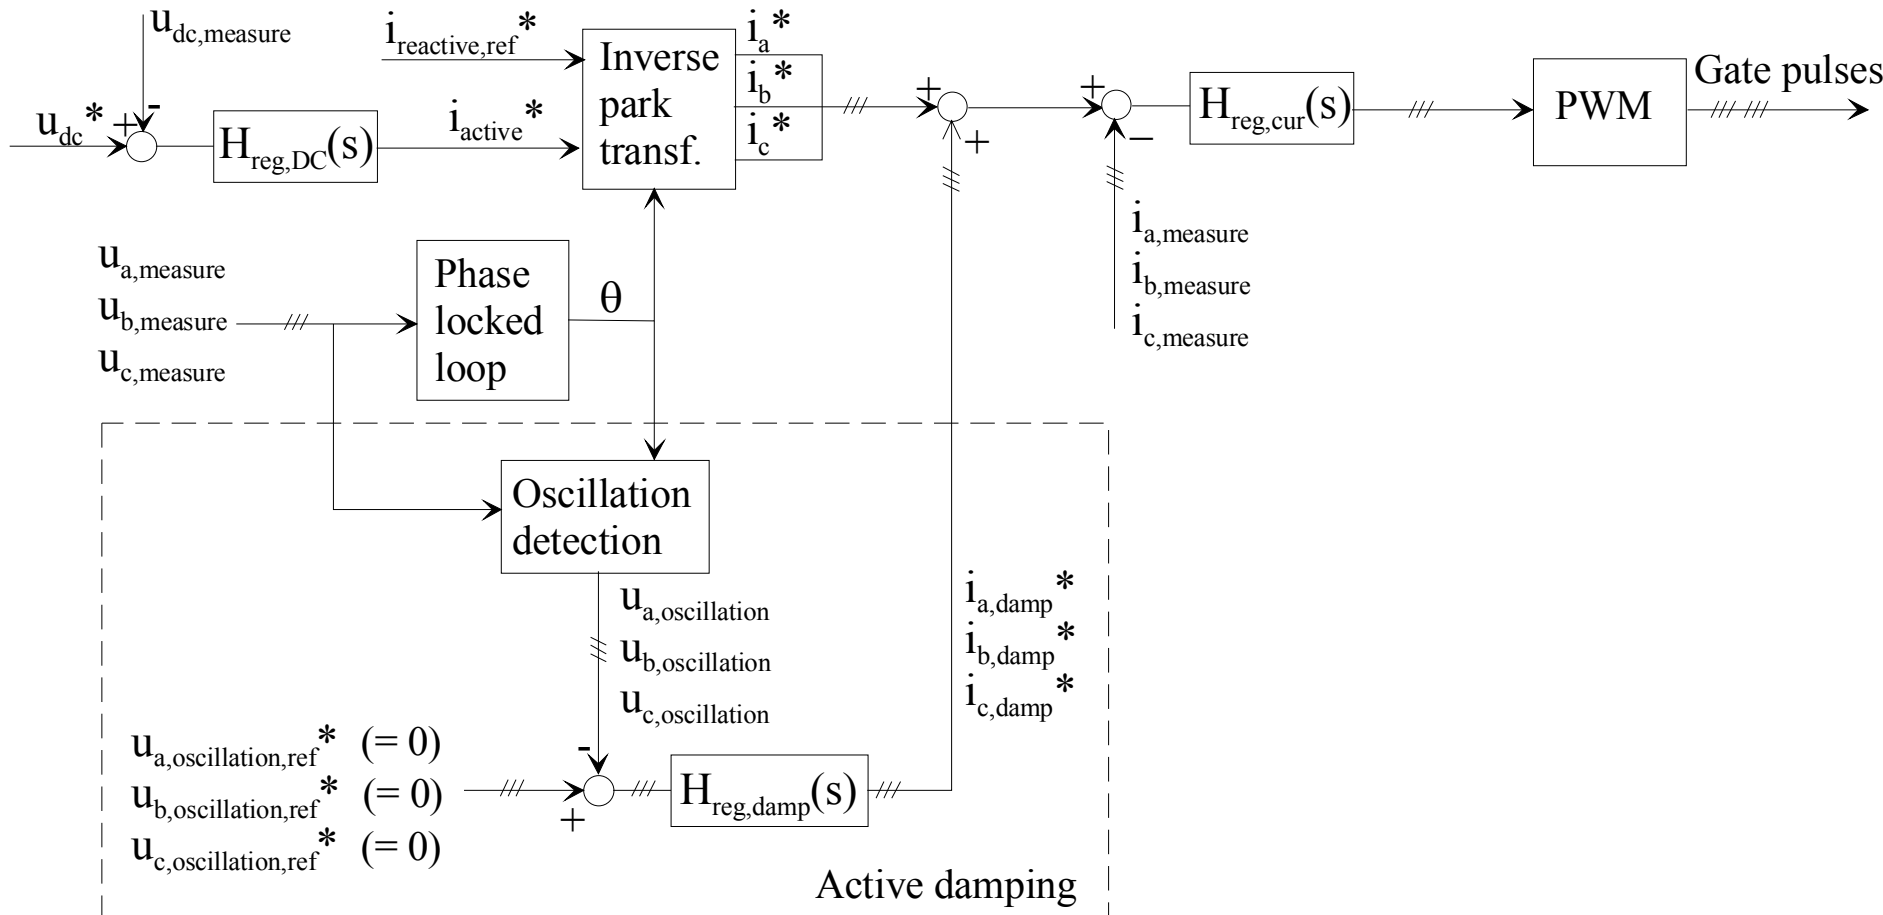 u_dc,measure
-
u_dc* +
H_reg,DC(s)
i_reactive,ref*
i_active*
Inverse
park
transf.
i_a*
i_b*
i_c*
+
+
+
−
H_reg,cur(s)
PWM
Gate pulses
i_a,measure
i_b,measure
i_c,measure
u_a,measure
u_b,measure
u_c,measure
Phase
locked
loop
θ
Oscillation
detection
u_a,oscillation
u_b,oscillation
u_c,oscillation
i_a,damp*
i_b,damp*
i_c,damp*
u_a,oscillation,ref* (= 0)
u_b,oscillation,ref* (= 0)
u_c,oscillation,ref* (= 0)
-
+
H_reg,damp(s)
Active damping